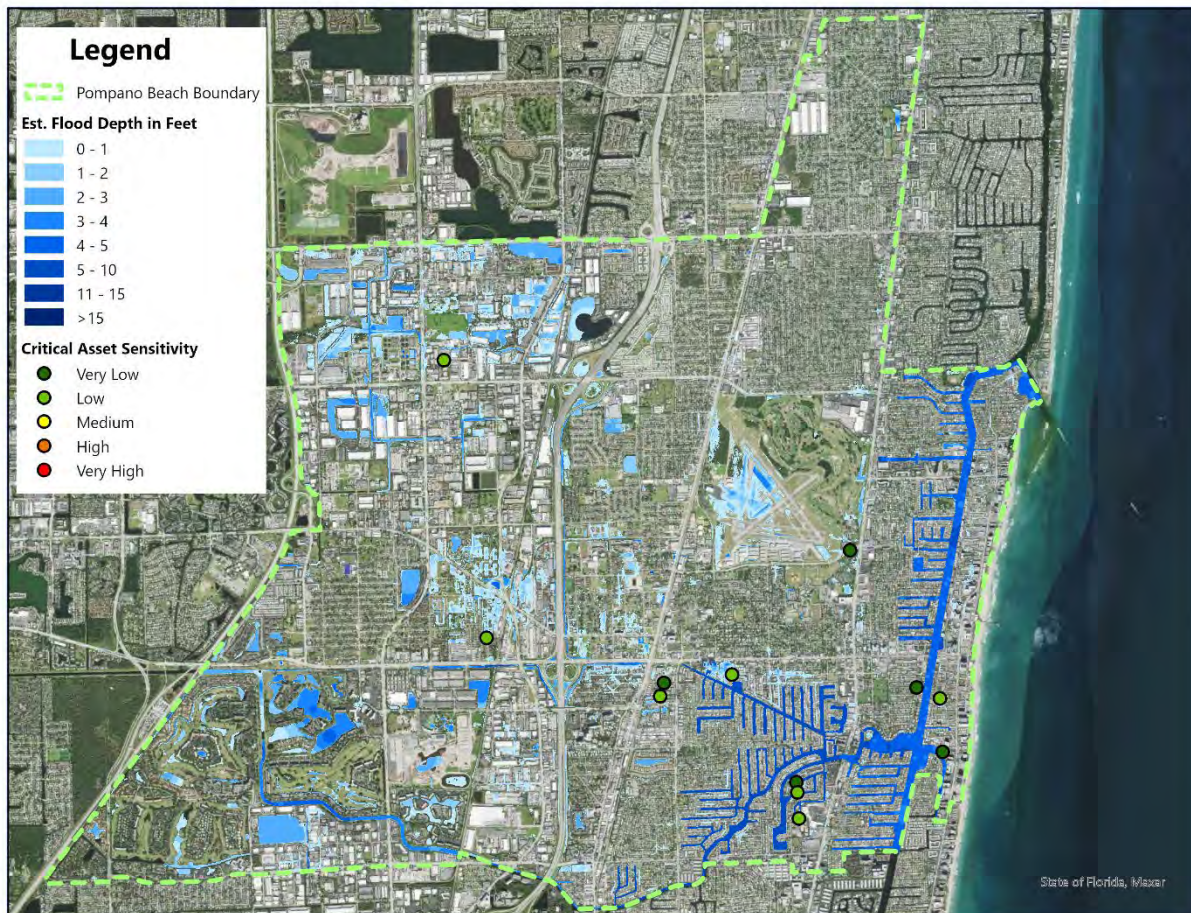 Legend
Pompano Beach Boundary
Est. Flood Depth in Feet
0 - 1
1 - 2
2 - 3
3 - 4
4 - 5
5 - 10
11 - 15
>15
Critical Asset Sensitivity
Very Low
Low
Medium
High
Very High
State of Florida, Maxar